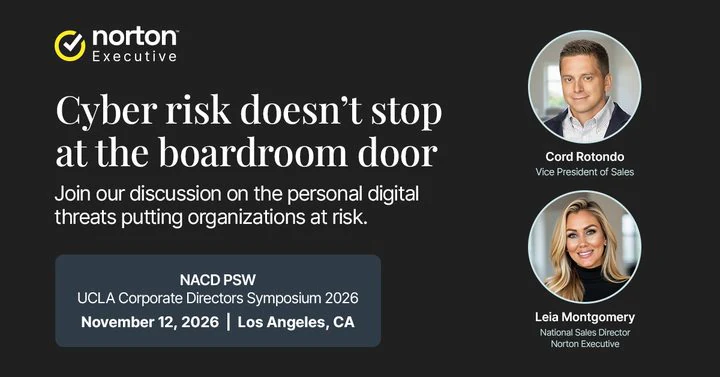 norton™
Executive
Cyber risk doesn’t stop
at the boardroom door
Join our discussion on the personal digital
threats putting organizations at risk.
NACD PSW
UCLA Corporate Directors Symposium 2026
November 12, 2026 | Los Angeles, CA
Cord Rotondo
Vice President of Sales
Leia Montgomery
National Sales Director
Norton Executive